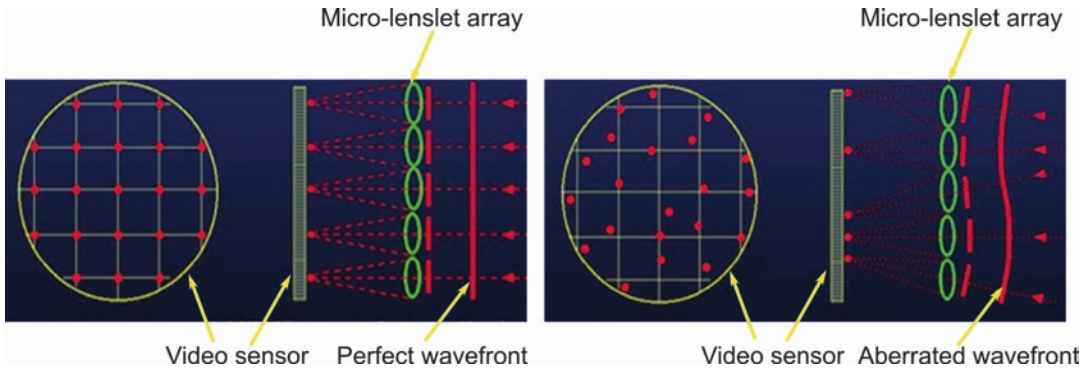 Micro-lenslet array
Micro-lenslet array
Video sensor
Perfect wavefront
Video sensor
Aberrated wavefront